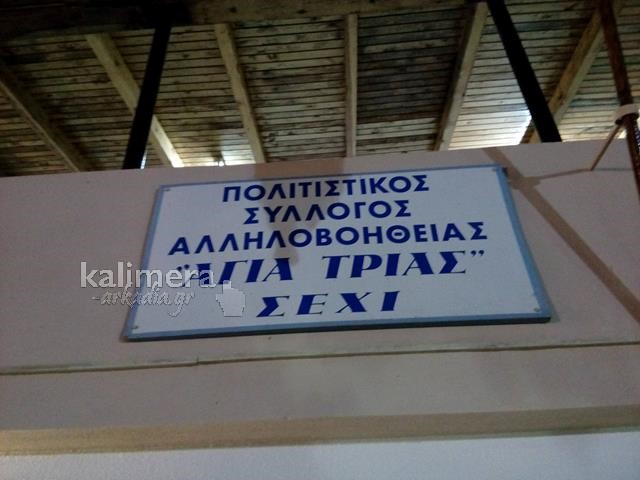 ΠΟΛΙΤΙΣΤΙΚΟΣ
ΣΥΛΛΟΓΟΣ
ΑΛΛΗΛΟΒΟΗΘΕΙΑΣ
"ΑΓΙΑ ΤΡΙΑΣ"
ΣΕΧΙ
kalimera
-arkadia.gr